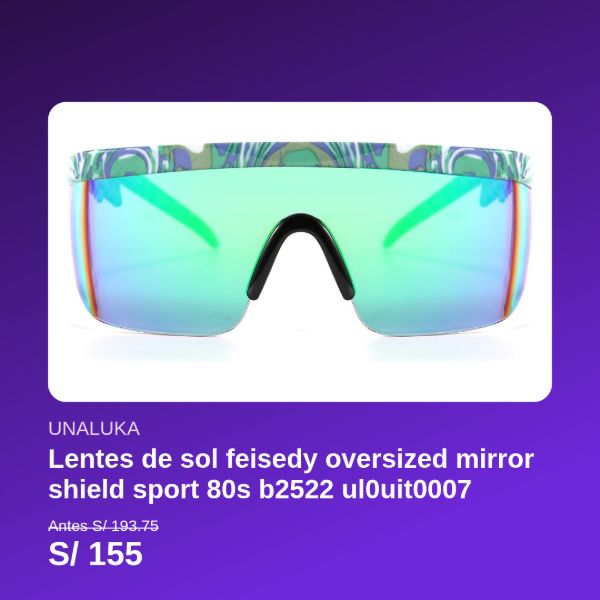 UNALUKA
Lentes de sol feisedy oversized mirror
shield sport 80s b2522 ul0uit0007
Antes S/ 193.75
S/ 155